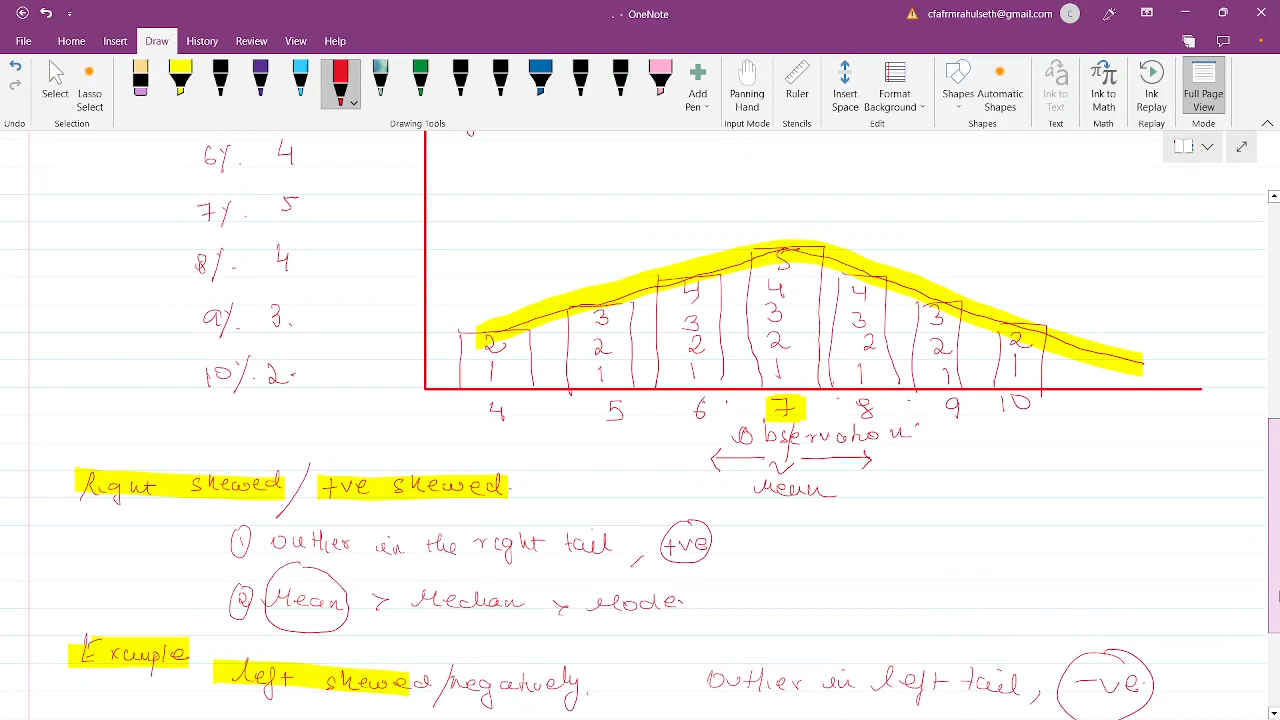 - OneNote
cfafrmrahulseth@gmail.com C
File Home Insert Draw History Review View Help
Select Lasso Select Add Pen Panning Hand Ruler Insert Space Format Background Shapes Automatic Shapes Ink to Text Ink to Math Ink Replay Full Page View
Undo Selection Drawing Tools Input Mode Stencils Edit Shapes Convert Replay Mode
6%. 4
7%. 5
8%. 4
9%. 3.
10%. 2.
5
4 4 4
3 3 3 3 3
2 2 2 2 2 2 2
1 1 1 1 1 1 1
4 5 6 7 8 9 10
Observation
Mean
Right skewed / +ve skewed
① outlier in the right tail, +ve
② Mean > Median > Mode
Example
left skewed/negatively. Outlier in left tail, -ve